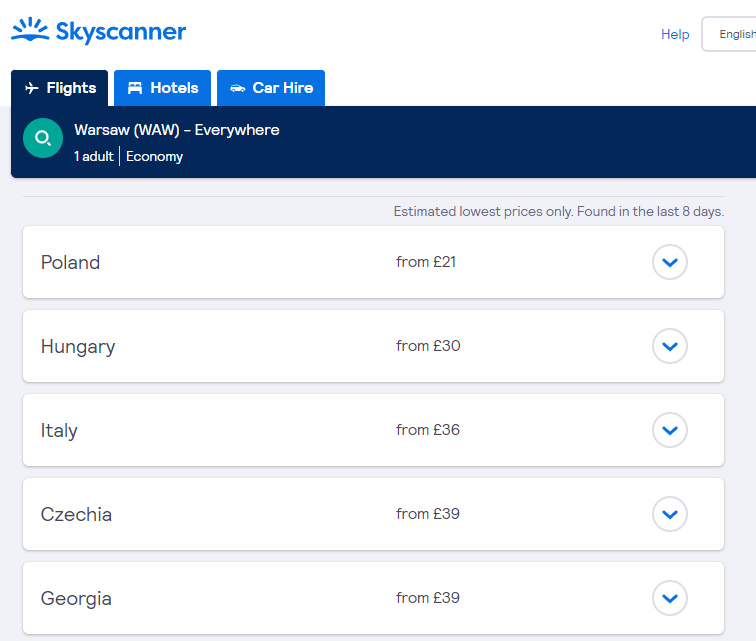 Skyscanner
Help
English
Flights
Hotels
Car Hire
Warsaw (WAW) – Everywhere
1 adult | Economy
Estimated lowest prices only. Found in the last 8 days.
Poland from £21
Hungary from £30
Italy from £36
Czechia from £39
Georgia from £39